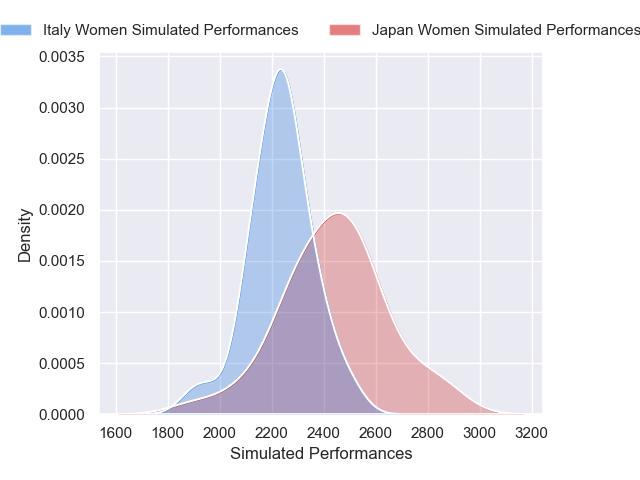 Italy Women Simulated Performances Japan Women Simulated Performances
0.0035
0.0030
0.0025
0.0020
0.0015
0.0010
0.0005
0.0000
Density
1600 1800 2000 2200 2400 2600 2800 3000 3200
Simulated Performances